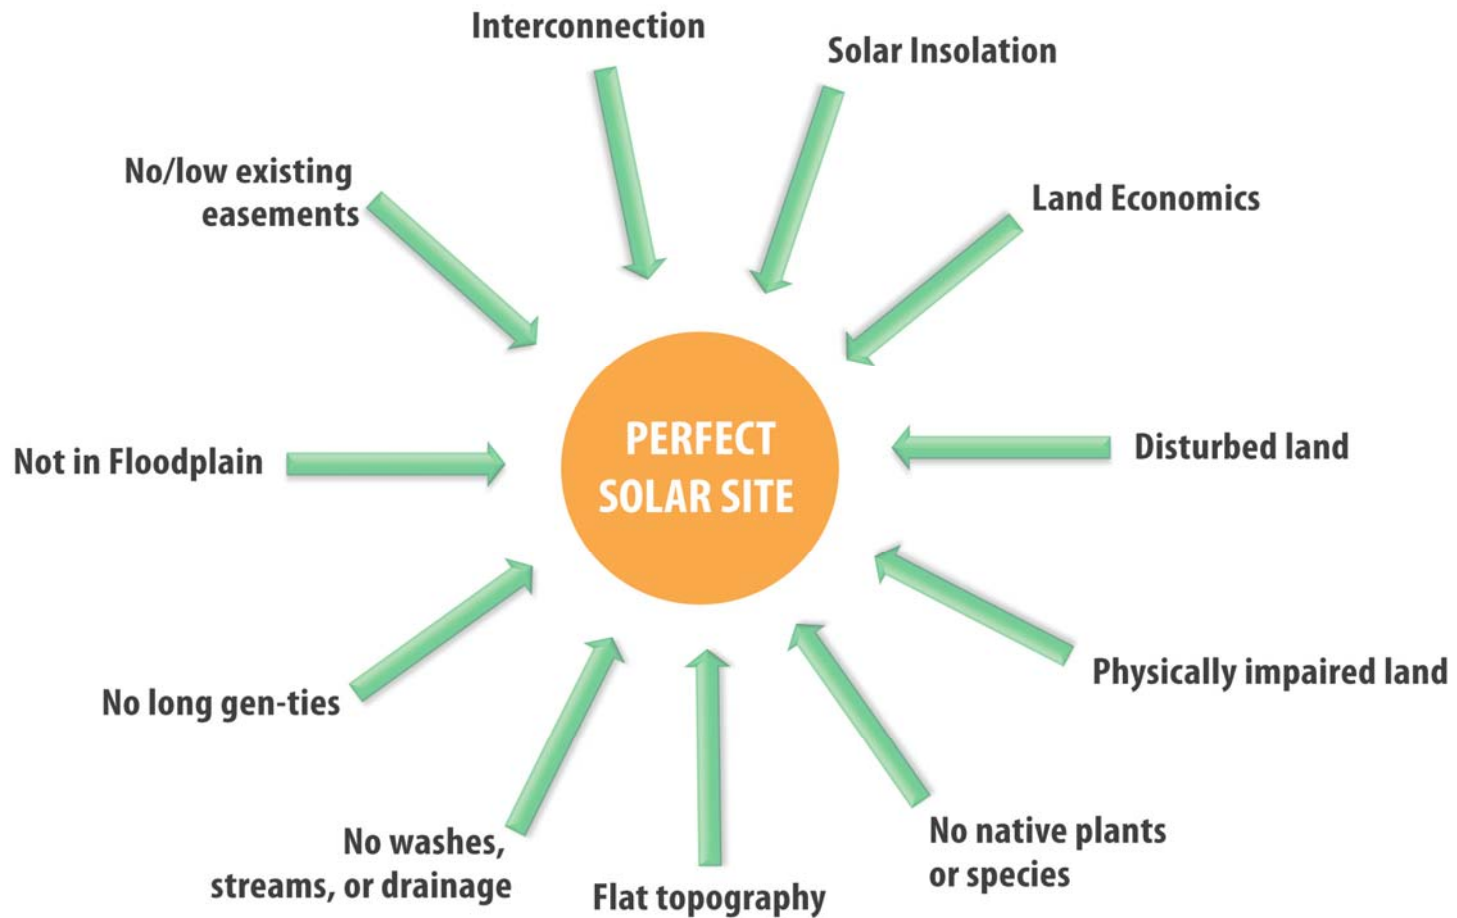 Interconnection
Solar Insolation
No/low existing
easements
Land Economics
Not in Floodplain
PERFECT
SOLAR SITE
Disturbed land
No long gen-ties
Physically impaired land
No washes,
streams, or drainage
Flat topography
No native plants
or species